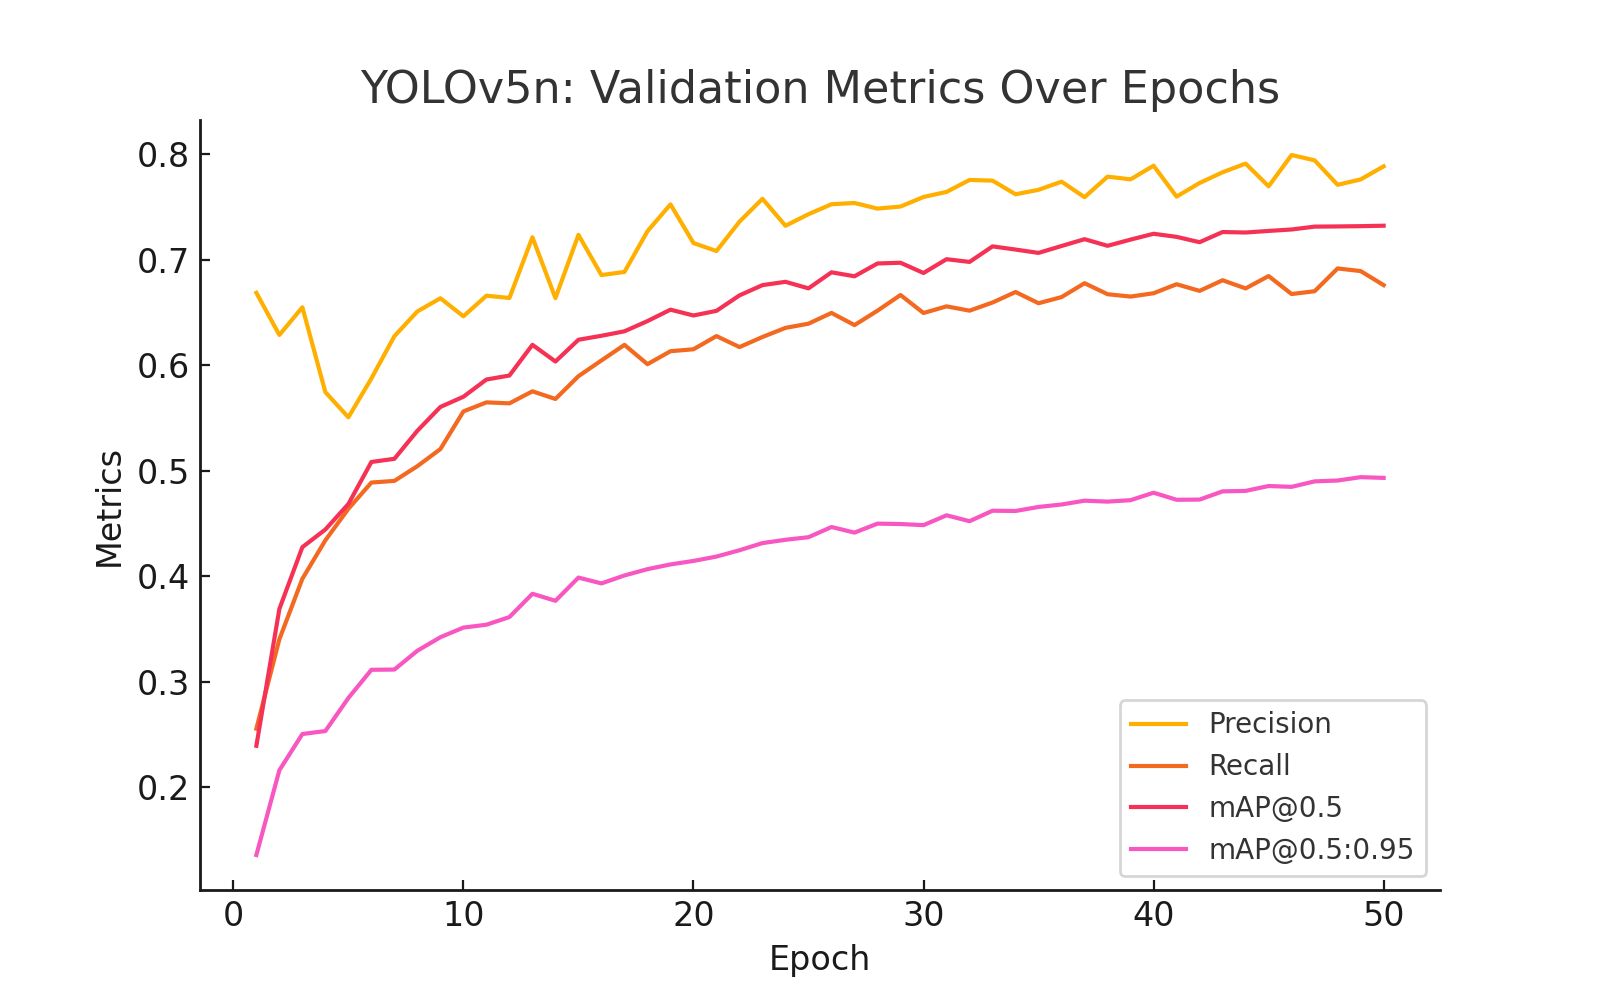 YOLOv5n: Validation Metrics Over Epochs
0.8
0.7
0.6
0.5
0.4
0.3
0.2
Metrics
Precision
Recall
mAP@0.5
mAP@0.5:0.95
0 10 20 30 40 50
Epoch